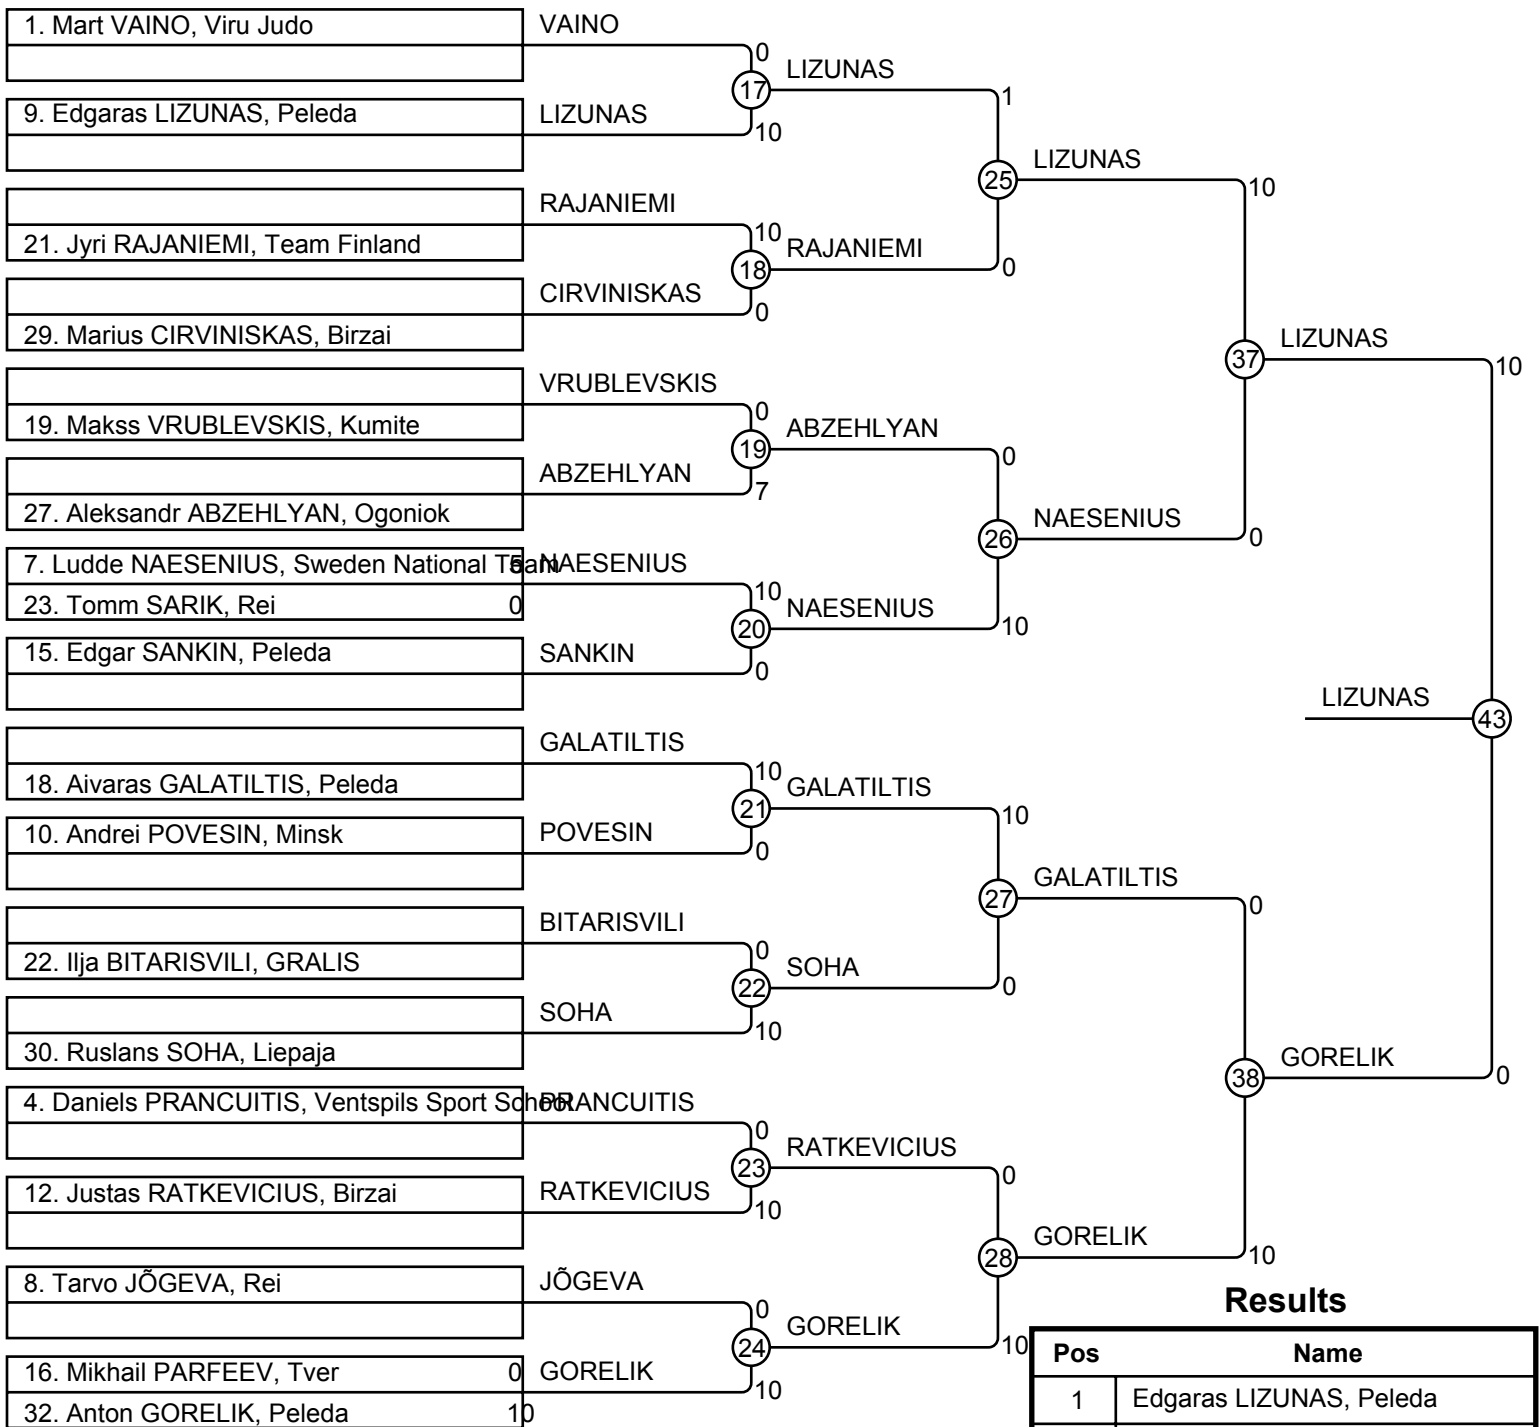 1. Mart VAINO, Viru Judo
VAINO
0
17
LIZUNAS
1
9. Edgaras LIZUNAS, Peleda
LIZUNAS
10
25
LIZUNAS
10
RAJANIEMI
10
21. Jyri RAJANIEMI, Team Finland
18
RAJANIEMI
0
CIRVINISKAS
0
29. Marius CIRVINISKAS, Birzai
37
LIZUNAS
10
VRUBLEVSKIS
0
19. Makss VRUBLEVSKIS, Kumite
19
ABZEHLYAN
0
ABZEHLYAN
7
27. Aleksandr ABZEHLYAN, Ogoniok
26
NAESENIUS
0
7. Ludde NAESENIUS, Sweden National Team
5
NAESENIUS
10
23. Tomm SARIK, Rei
0
20
NAESENIUS
10
15. Edgar SANKIN, Peleda
SANKIN
0
LIZUNAS
43
GALATILTIS
10
18. Aivaras GALATILTIS, Peleda
21
GALATILTIS
10
10. Andrei POVESIN, Minsk
POVESIN
0
27
GALATILTIS
0
BITARISVILI
0
22. Ilja BITARISVILI, GRALIS
22
SOHA
0
SOHA
10
30. Ruslans SOHA, Liepaja
38
GORELIK
0
4. Daniels PRANCUITIS, Ventspils Sport School
PRANCUITIS
0
23
RATKEVICIUS
0
12. Justas RATKEVICIUS, Birzai
RATKEVICIUS
10
28
GORELIK
10
8. Tarvo JÕGEVA, Rei
JÕGEVA
0
24
GORELIK
10
16. Mikhail PARFEEV, Tver
0
GORELIK
10
32. Anton GORELIK, Peleda
10
Results
Pos Name
1 Edgaras LIZUNAS, Peleda